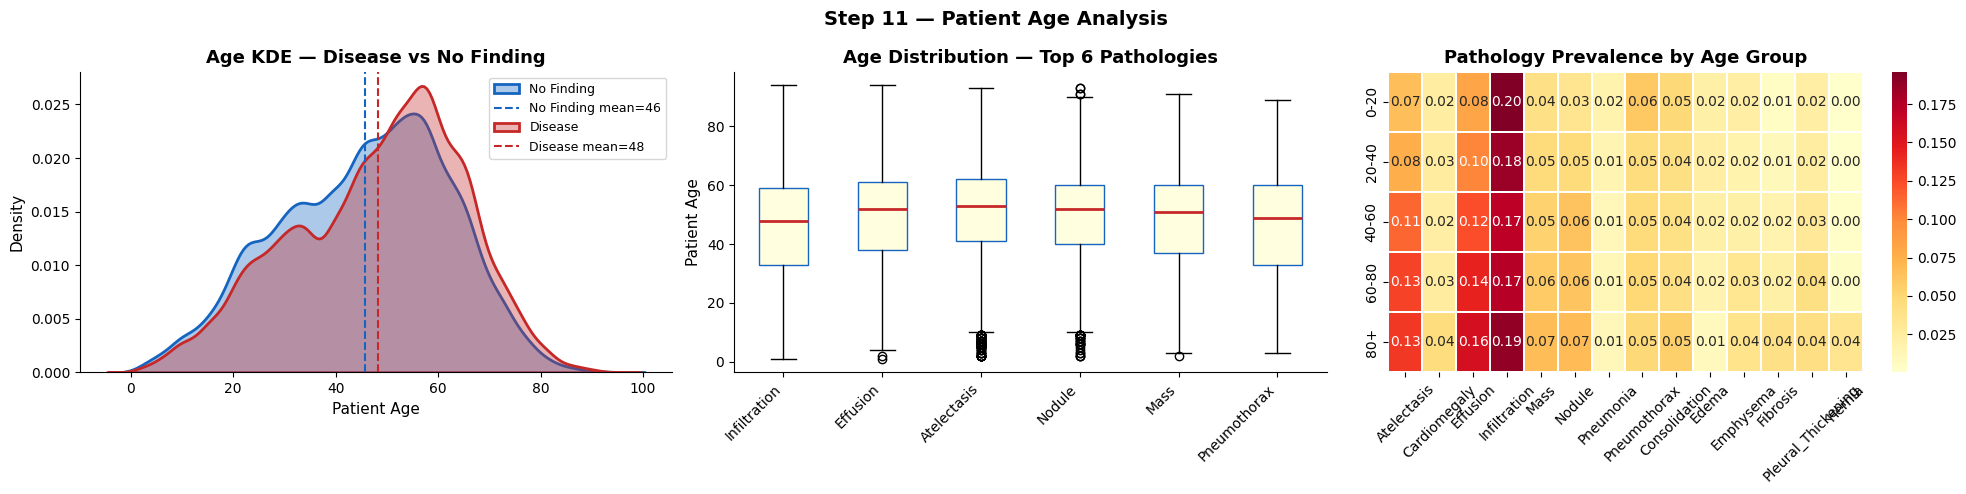 Step 11 — Patient Age Analysis
Age KDE — Disease vs No Finding
No Finding
No Finding mean=46
Disease
Disease mean=48
Density
0.025
0.020
0.015
0.010
0.005
0.000
0 20 40 60 80 100
Patient Age
Age Distribution — Top 6 Pathologies
Patient Age
80
60
40
20
0
Infiltration
Effusion
Atelectasis
Nodule
Mass
Pneumothorax
Pathology Prevalence by Age Group
0-20 0.07 0.02 0.08 0.20 0.04 0.03 0.02 0.06 0.05 0.02 0.02 0.01 0.02 0.00
20-40 0.08 0.03 0.10 0.18 0.05 0.05 0.01 0.05 0.04 0.02 0.02 0.01 0.02 0.00
40-60 0.11 0.02 0.12 0.17 0.05 0.06 0.01 0.05 0.04 0.02 0.02 0.02 0.03 0.00
60-80 0.13 0.03 0.14 0.17 0.06 0.06 0.01 0.05 0.04 0.02 0.03 0.02 0.04 0.00
80+ 0.13 0.04 0.16 0.19 0.07 0.07 0.01 0.05 0.05 0.01 0.04 0.04 0.04 0.04
Atelectasis
Cardiomegaly
Effusion
Infiltration
Mass
Nodule
Pneumonia
Pneumothorax
Consolidation
Edema
Emphysema
Fibrosis
Pleural_Thickening
Hernia
0.175
0.150
0.125
0.100
0.075
0.050
0.025